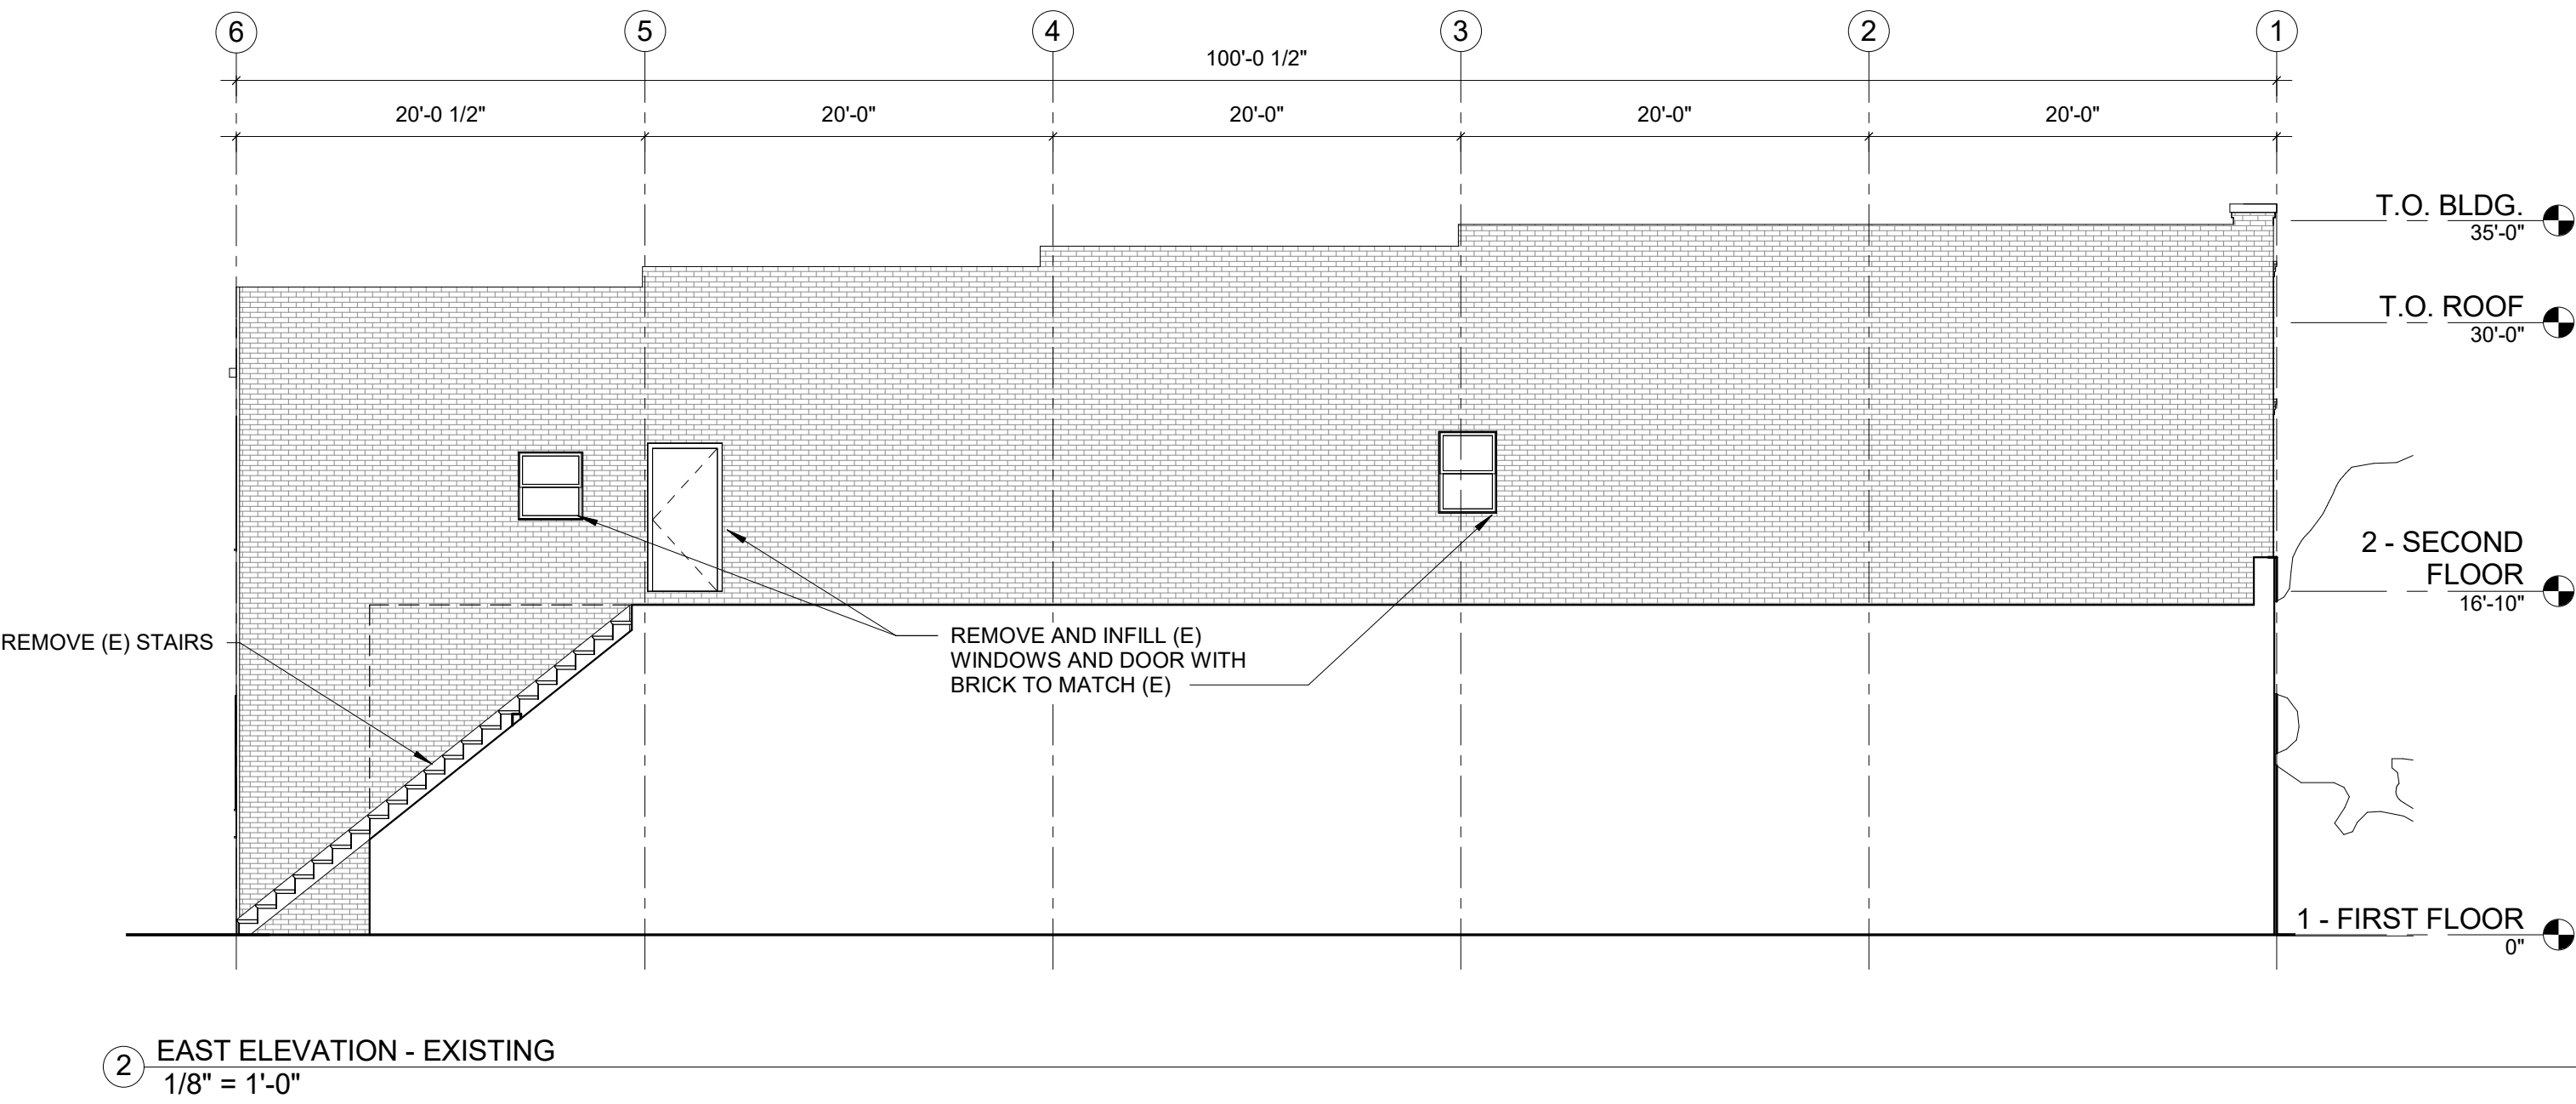 6
5
4
3
2
1
100'-0 1/2"
20'-0 1/2"
20'-0"
20'-0"
20'-0"
20'-0"
T.O. BLDG.
35'-0"
T.O. ROOF
30'-0"
2 - SECOND
FLOOR
16'-10"
REMOVE (E) STAIRS
REMOVE AND INFILL (E)
WINDOWS AND DOOR WITH
BRICK TO MATCH (E)
1 - FIRST FLOOR
0"
2
EAST ELEVATION - EXISTING
1/8" = 1'-0"